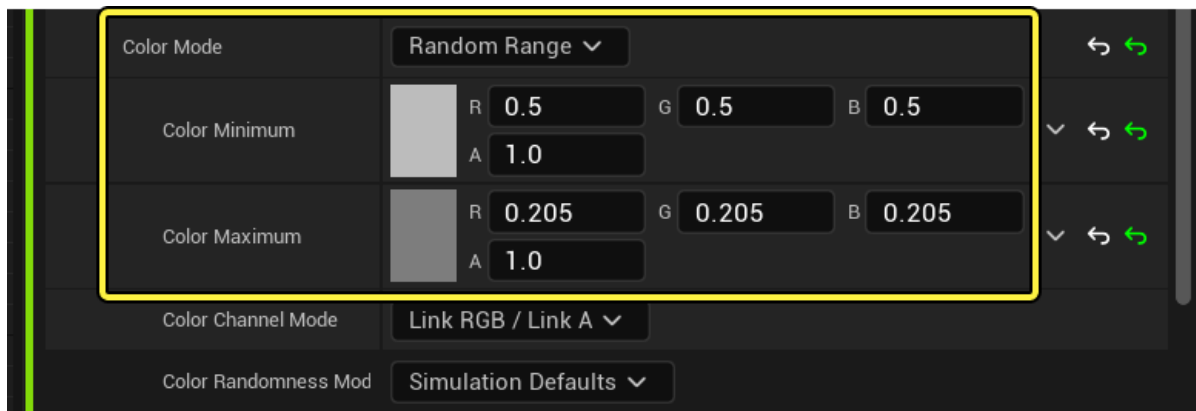 Color Mode Random Range
R 0.5 G 0.5 B 0.5
Color Minimum
A 1.0
R 0.205 G 0.205 B 0.205
Color Maximum
A 1.0
Color Channel Mode Link RGB / Link A
Color Randomness Mod Simulation Defaults